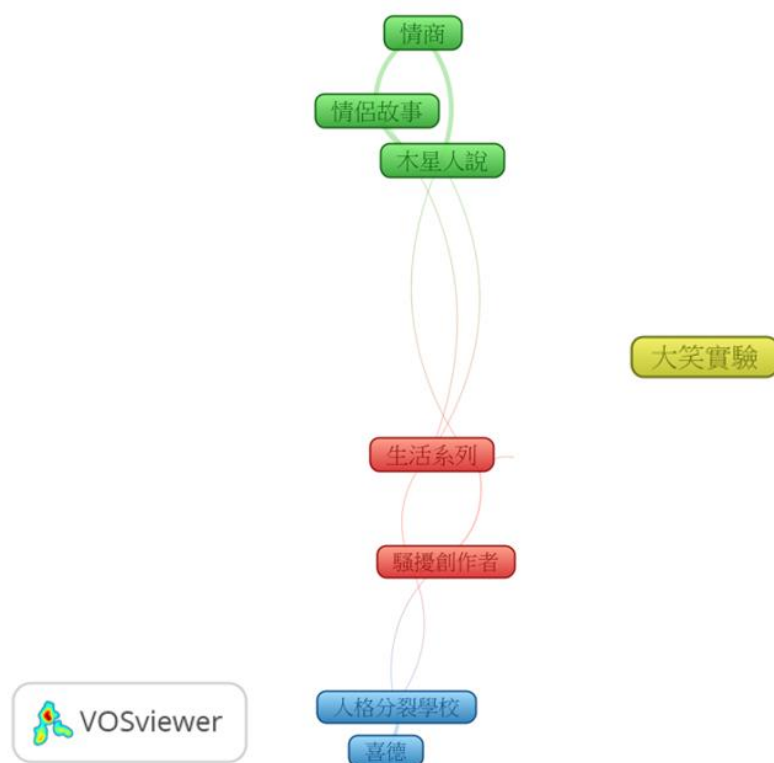 情商
情侶故事
木星人說
大笑實驗
生活系列
騷擾創作者
人格分裂學校
VOSviewer
喜德